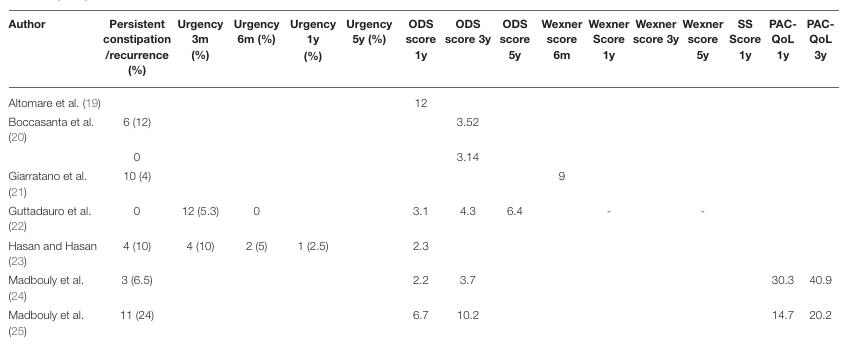 Author Persistent constipation /recurrence (%) Urgency 3m (%) Urgency 6m (%) Urgency 1y (%) Urgency 5y (%) ODS score 1y ODS score 3y ODS score 5y Wexner score 6m Wexner Score 1y Wexner score 3y Wexner score 5y SS Score 1y PAC-QoL 1y PAC-QoL 3y
Altomare et al. (19) 12
Boccasanta et al. (20) 6 (12) 3.52
0 3.14
Giarratano et al. (21) 10 (4) 9
Guttadauro et al. (22) 0 12 (5.3) 0 3.1 4.3 6.4 - -
Hasan and Hasan (23) 4 (10) 4 (10) 2 (5) 1 (2.5) 2.3
Madbouly et al. (24) 3 (6.5) 2.2 3.7 30.3 40.9
Madbouly et al. (25) 11 (24) 6.7 10.2 14.7 20.2